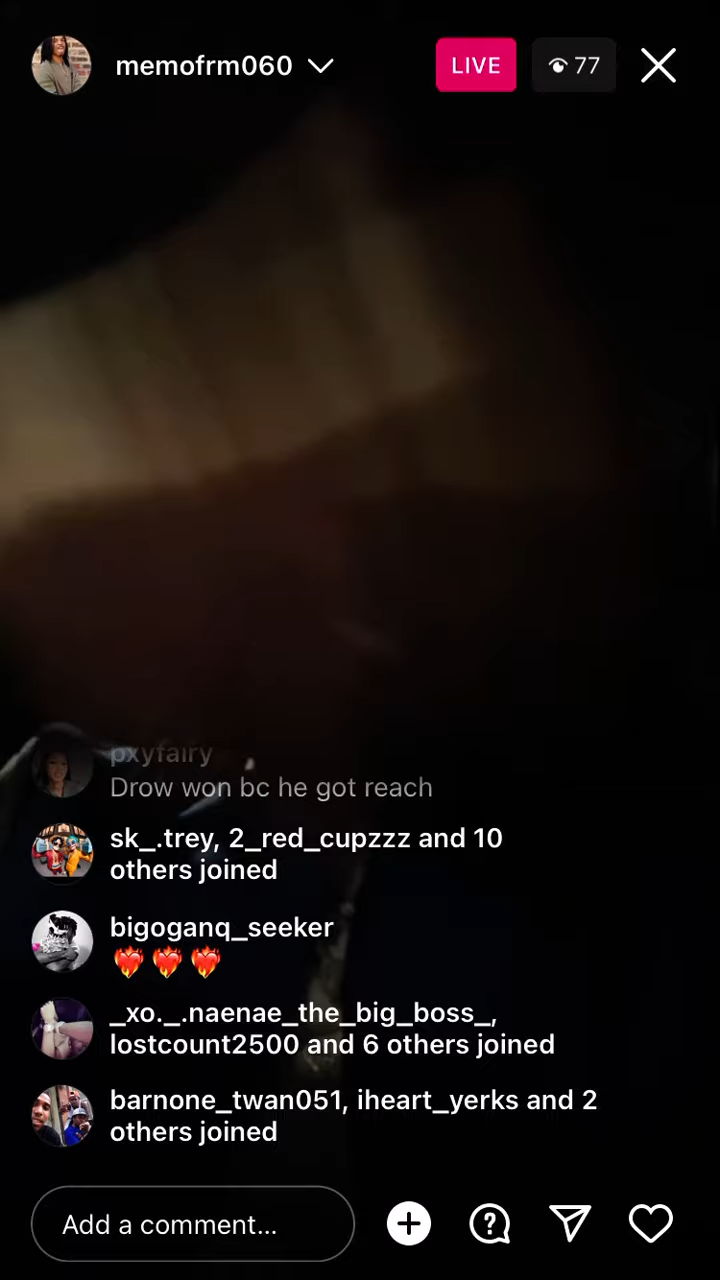 memofrm060
LIVE
77
pxyfairy
Drow won bc he got reach
sk_.trey, 2_red_cupzzz and 10
others joined
bigoganq_seeker
❤️‍🔥❤️‍🔥❤️‍🔥
_xo._.naenae_the_big_boss_,
lostcount2500 and 6 others joined
barnone_twan051, iheart_yerks and 2
others joined
Add a comment...